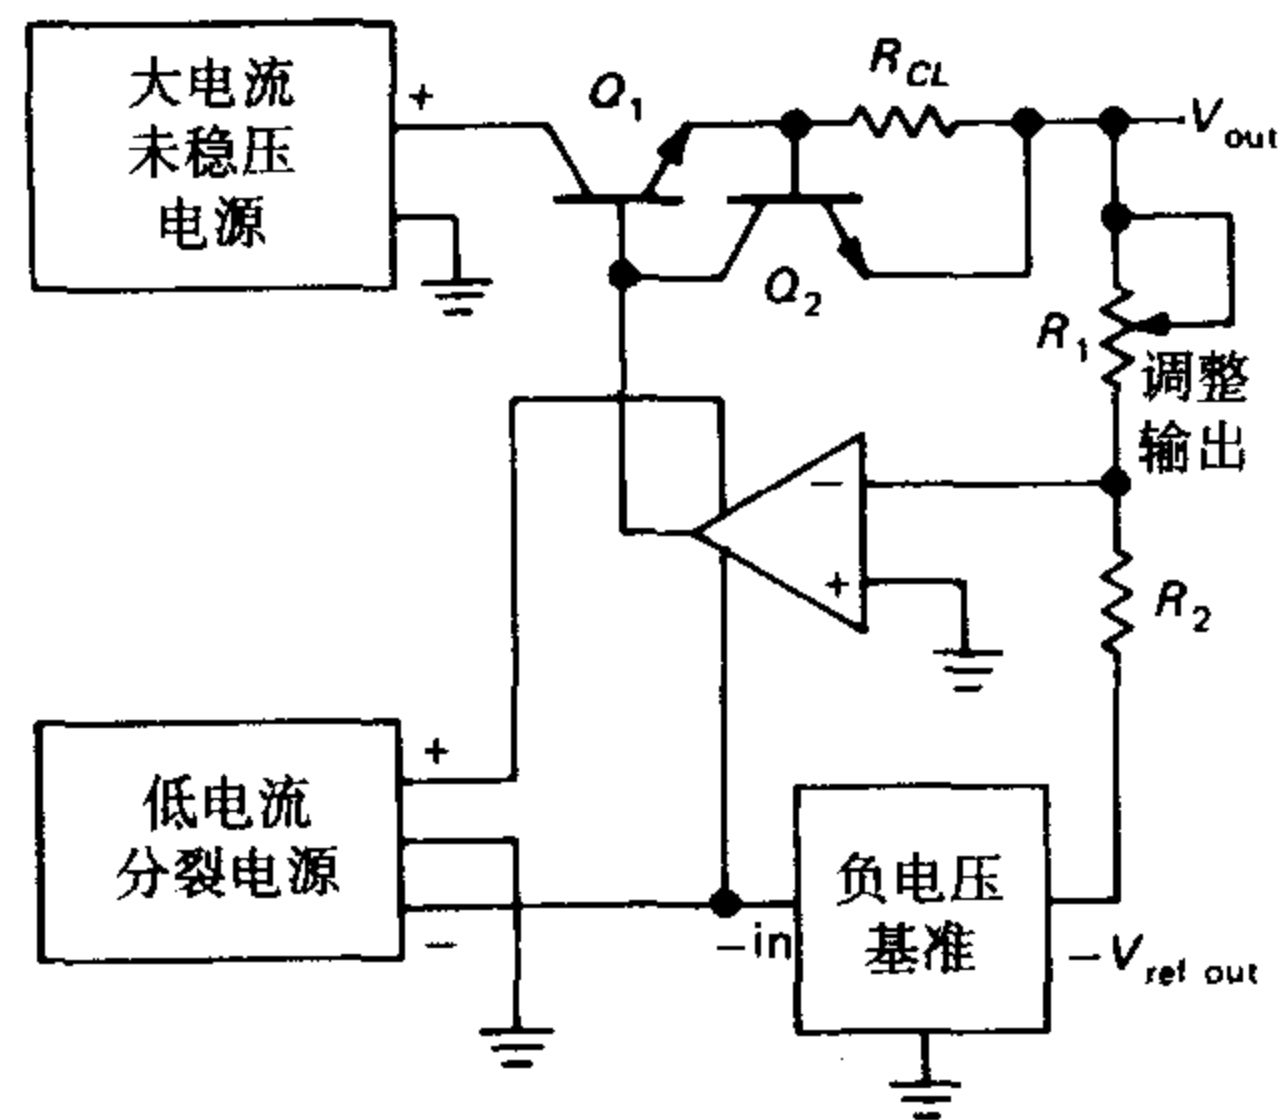 大电流
未稳压
电源
+
Q1
RCL
Vout
Q2
R1
调整
输出
−
+
R2
低电流
分裂电源
+
−
−in
负电压
基准
−Vref out